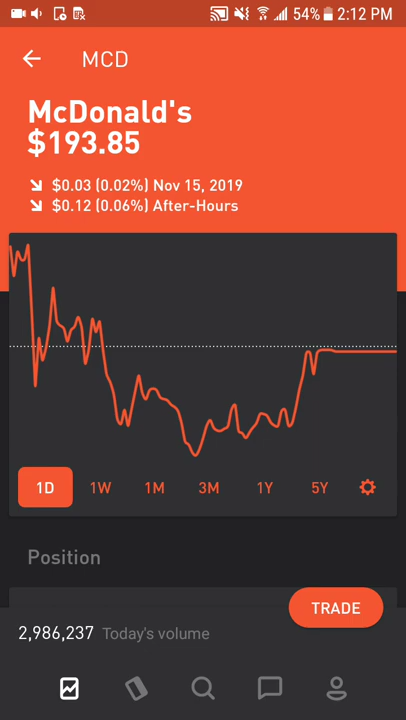 54% 2:12 PM
MCD
McDonald's
$193.85
$0.03 (0.02%) Nov 15, 2019
$0.12 (0.06%) After-Hours
1D 1W 1M 3M 1Y 5Y
Position
TRADE
2,986,237 Today's volume